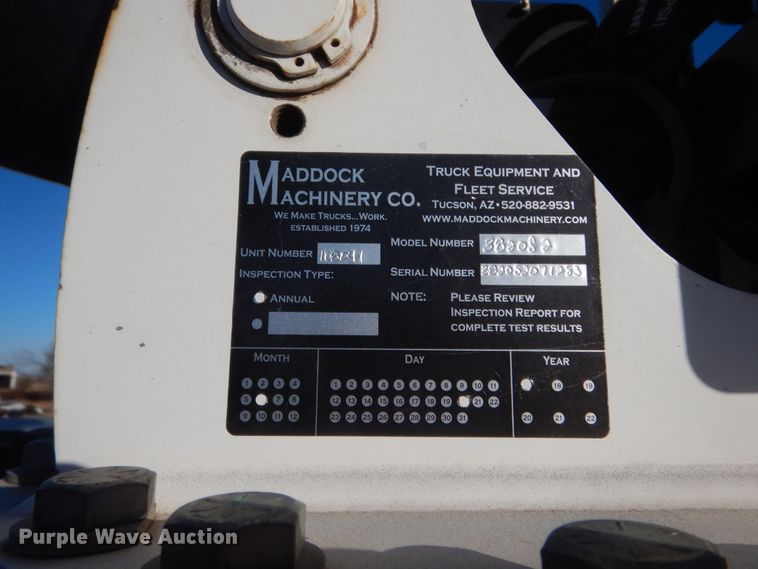 MADDOCK
MACHINERY CO.
WE MAKE TRUCKS...WORK.
ESTABLISHED 1974
TRUCK EQUIPMENT AND
FLEET SERVICE
TUCSON, AZ • 520-882-9531
WWW.MADDOCKMACHINERY.COM
UNIT NUMBER
MODEL NUMBER 332082
INSPECTION TYPE:
SERIAL NUMBER
ANNUAL
NOTE: PLEASE REVIEW
INSPECTION REPORT FOR
COMPLETE TEST RESULTS
MONTH DAY YEAR
1 2 3 4
5 7 8
9 10 11 12
1 2 3 4 5 6 7 8 9 10 11
12 13 14 15 16 17 18 19 21 22
23 24 25 26 27 28 29 30 31
18 19
20 21 22
Purple Wave Auction